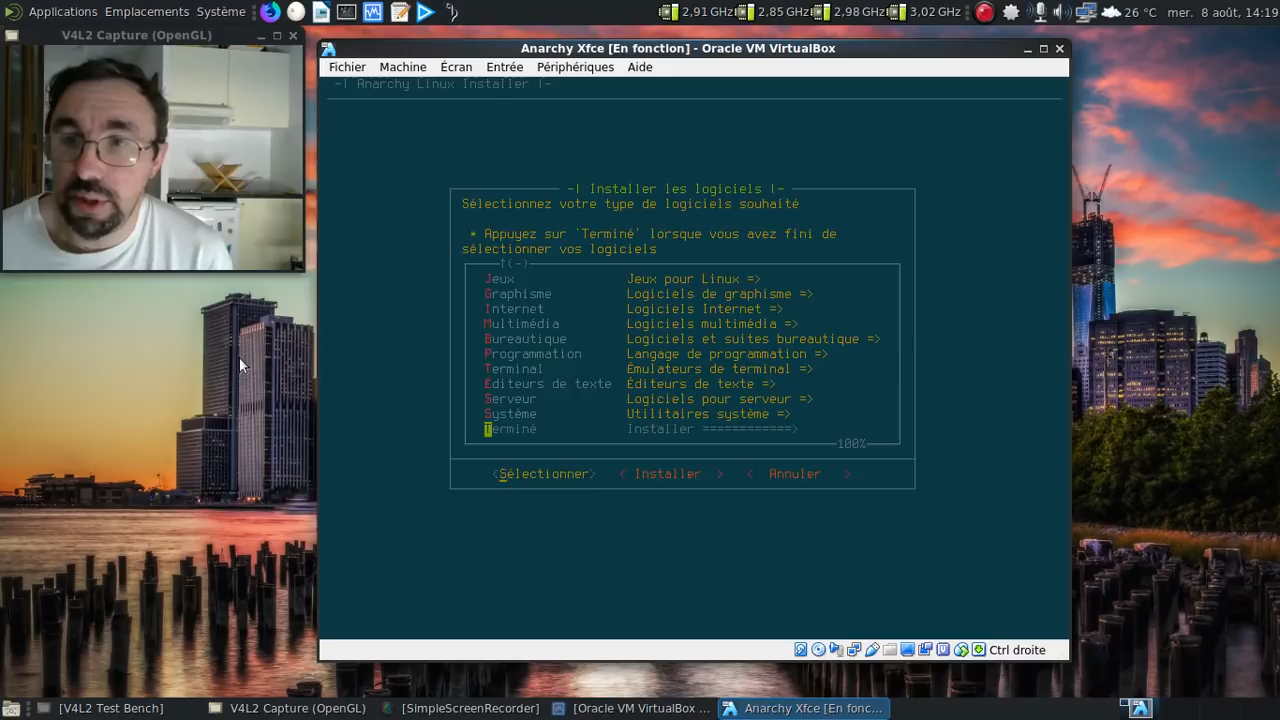 Applications Emplacements Système
2,91 GHz 2,85 GHz 2,98 GHz 3,02 GHz
26 °C mer. 8 août, 14:19
V4L2 Capture (OpenGL)
Anarchy Xfce [En fonction] - Oracle VM VirtualBox
Fichier Machine Écran Entrée Périphériques Aide
-| Anarchy Linux Installer |-
-| Installer les logiciels |-
Sélectionnez votre type de logiciels souhaité
* Appuyez sur 'Terminé' lorsque vous avez fini de
sélectionner vos logiciels
↑(-)
Jeux Jeux pour Linux =>
Graphisme Logiciels de graphisme =>
Internet Logiciels Internet =>
Multimédia Logiciels multimédia =>
Bureautique Logiciels et suites bureautique =>
Programmation Langage de programmation =>
Terminal Émulateurs de terminal =>
Éditeurs de texte Éditeurs de texte =>
Serveur Logiciels pour serveur =>
Système Utilitaires système =>
Terminé Installer ============>
100%
<Sélectionner> < Installer > < Annuler >
Ctrl droite
[V4L2 Test Bench] V4L2 Capture (OpenGL) [SimpleScreenRecorder] [Oracle VM VirtualBox ... Anarchy Xfce [En fonc...